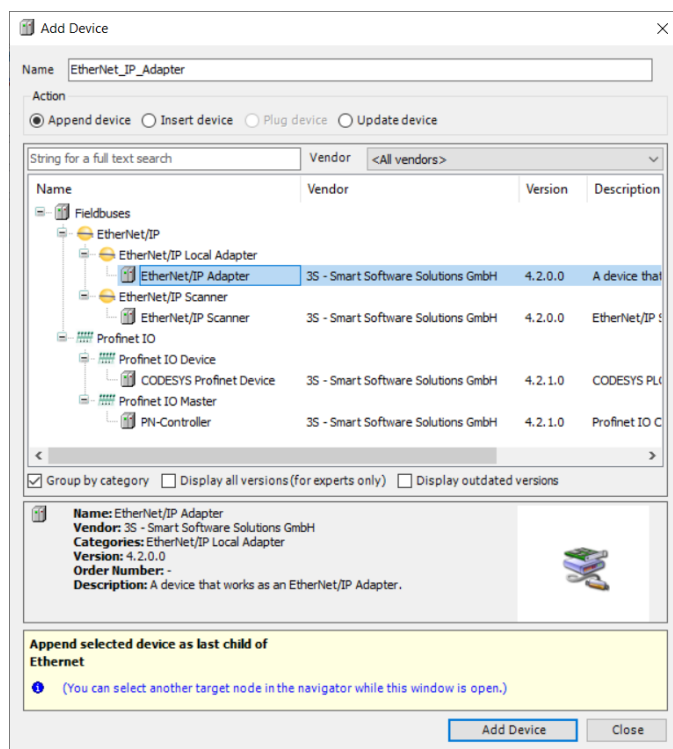 Add Device
Name EtherNet_IP_Adapter
Action
Append device Insert device Plug device Update device
String for a full text search Vendor <All vendors>
Name Vendor Version Description
Fieldbuses
EtherNet/IP
EtherNet/IP Local Adapter
EtherNet/IP Adapter 3S - Smart Software Solutions GmbH 4.2.0.0 A device that
EtherNet/IP Scanner
EtherNet/IP Scanner 3S - Smart Software Solutions GmbH 4.2.0.0 EtherNet/IP S
Profinet IO
Profinet IO Device
CODESYS Profinet Device 3S - Smart Software Solutions GmbH 4.2.1.0 CODESYS PLC
Profinet IO Master
PN-Controller 3S - Smart Software Solutions GmbH 4.2.1.0 Profinet IO C
Group by category Display all versions (for experts only) Display outdated versions
Name: EtherNet/IP Adapter
Vendor: 3S - Smart Software Solutions GmbH
Categories: EtherNet/IP Local Adapter
Version: 4.2.0.0
Order Number: -
Description: A device that works as an EtherNet/IP Adapter.
Append selected device as last child of
Ethernet
(You can select another target node in the navigator while this window is open.)
Add Device Close